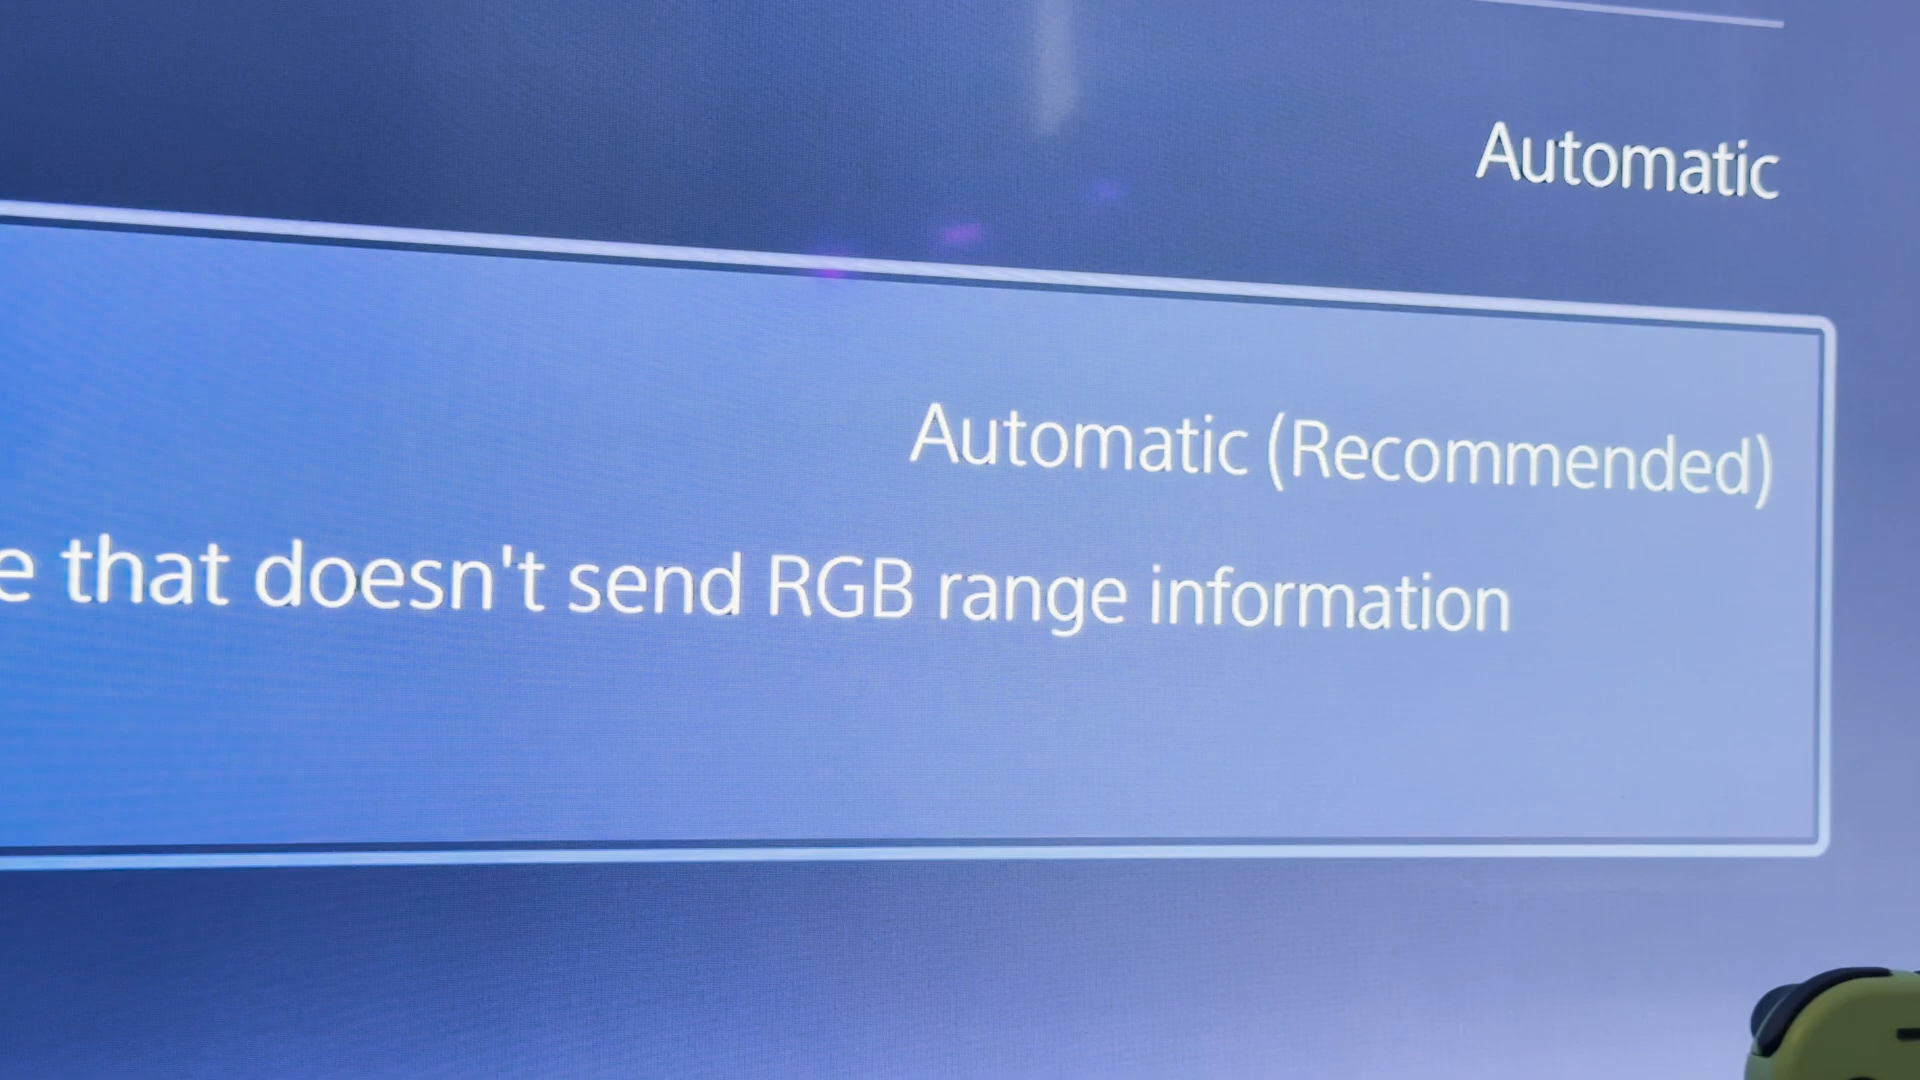 Automatic
Automatic (Recommended)
that doesn't send RGB range information